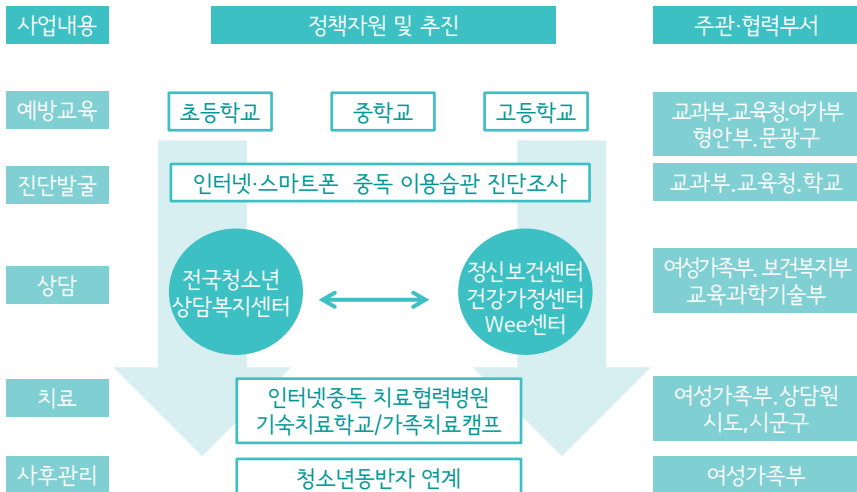 사업내용
정책자원 및 추진
주관·협력부서
예방교육
초등학교
중학교
고등학교
교과부.교육청.여가부
형안부.문광구
진단발굴
인터넷·스마트폰 중독 이용습관 진단조사
교과부.교육청.학교
상담
전국청소년
상담복지센터
정신보건센터
건강가정센터
Wee센터
여성가족부. 보건복지부
교육과학기술부
치료
인터넷중독 치료협력병원
기숙치료학교/가족치료캠프
여성가족부.상담원
시도,시군구
사후관리
청소년동반자 연계
여성가족부